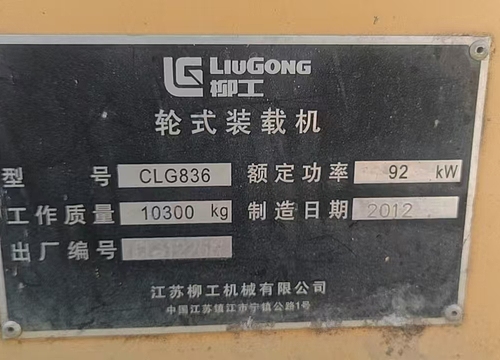 LG LIUGONG
柳工
轮式装载机
型 号 CLG836 额定功率 92 kW
工作质量 10300 kg 制造日期 2012
出厂编号
江苏柳工机械有限公司
中国江苏镇江市宁镇公路1号